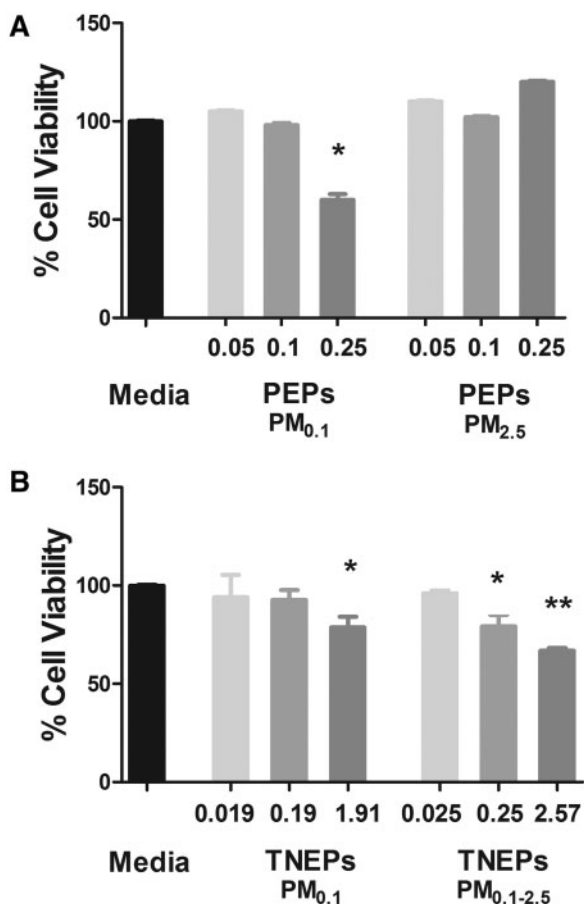 A
% Cell Viability
150
100
50
0
*
0.05 0.1 0.25 0.05 0.1 0.25
Media PEPs PEPs
PM0.1 PM2.5
B
% Cell Viability
150
100
50
0
* * **
0.019 0.19 1.91 0.025 0.25 2.57
Media TNEPs TNEPs
PM0.1 PM0.1-2.5